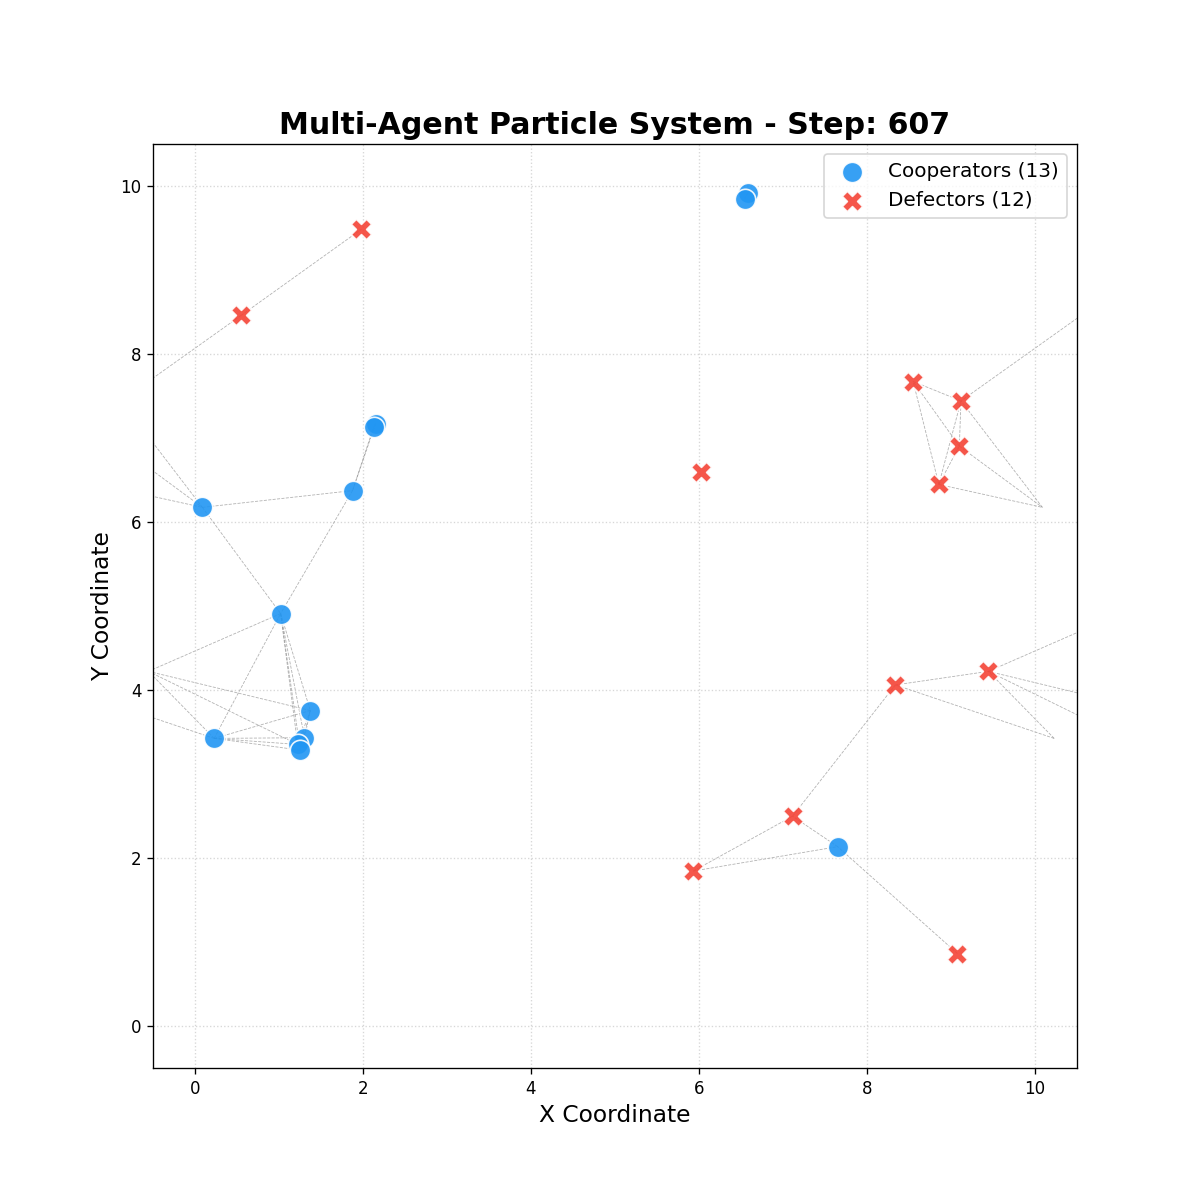 Multi-Agent Particle System - Step: 607
Cooperators (13)
Defectors (12)
10
8
6
4
2
0
Y Coordinate
0 2 4 6 8 10
X Coordinate